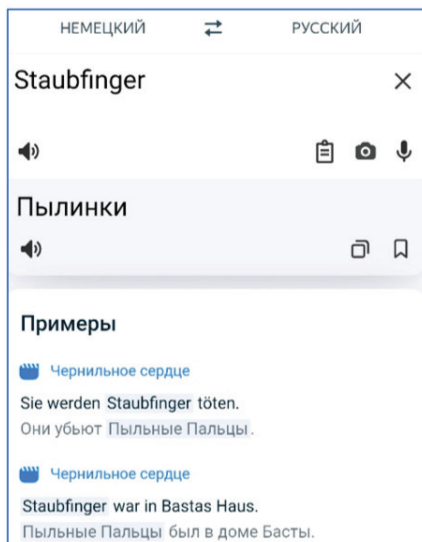 НЕМЕЦКИЙ РУССКИЙ
Staubfinger
Пылинки
Примеры
Чернильное сердце
Sie werden Staubfinger töten.
Они убьют Пыльные Пальцы.
Чернильное сердце
Staubfinger war in Bastas Haus.
Пыльные Пальцы был в доме Басты.